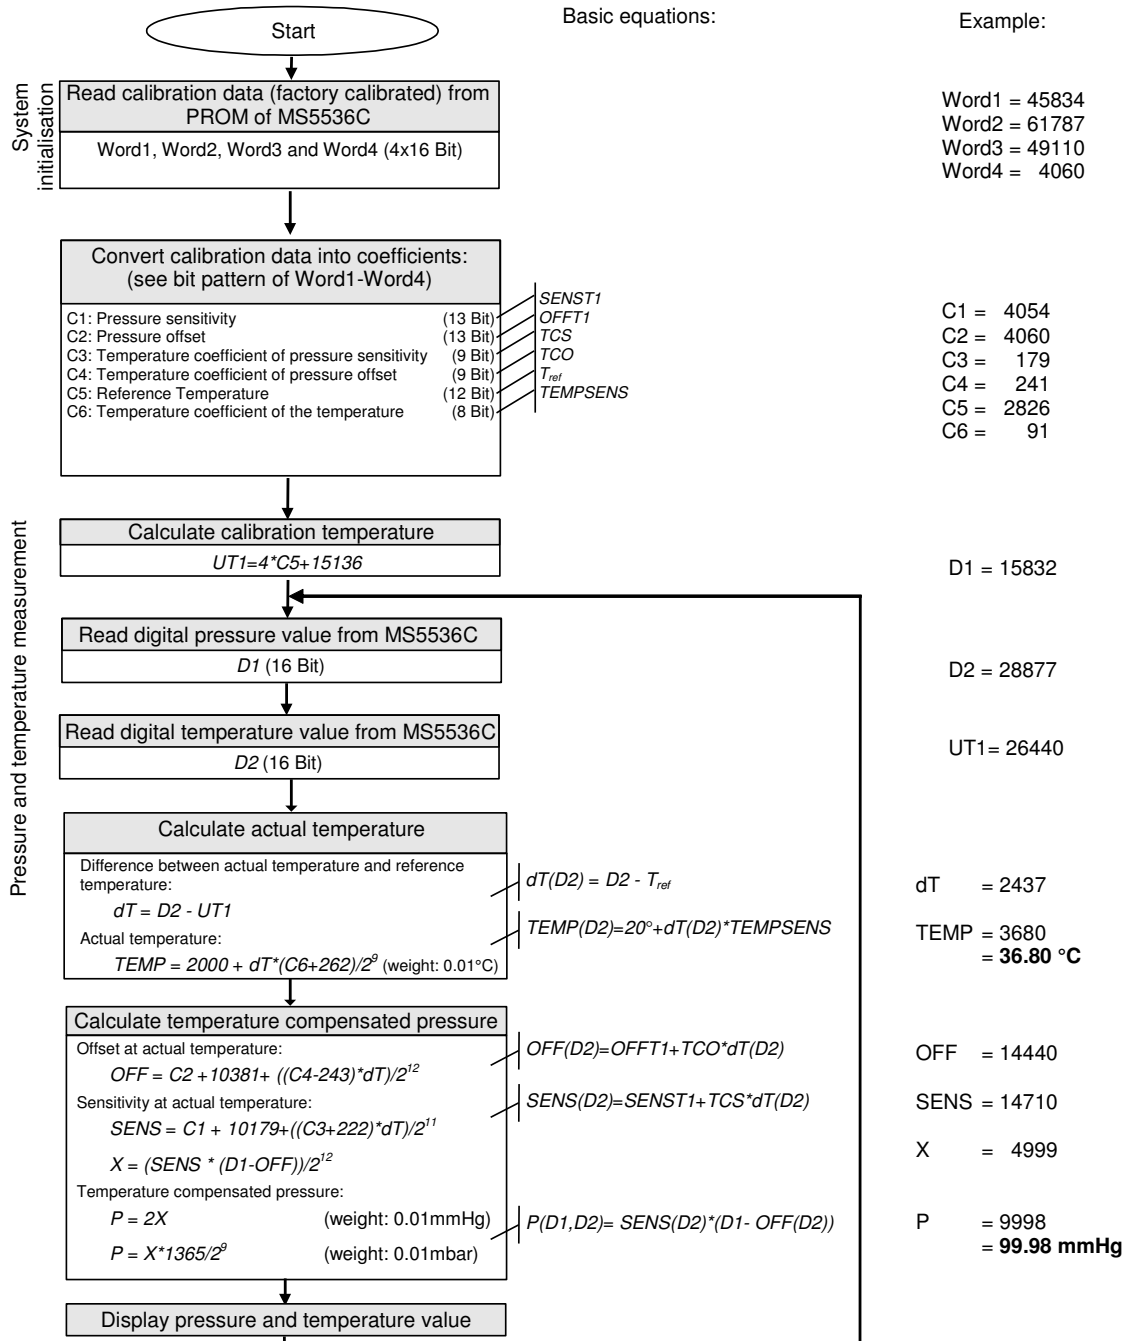 Start
Basic equations:
Example:
System
initialisation
Read calibration data (factory calibrated) from
PROM of MS5536C
Word1, Word2, Word3 and Word4 (4x16 Bit)
Word1 = 45834
Word2 = 61787
Word3 = 49110
Word4 = 4060
Convert calibration data into coefficients:
(see bit pattern of Word1-Word4)
C1: Pressure sensitivity (13 Bit)
C2: Pressure offset (13 Bit)
C3: Temperature coefficient of pressure sensitivity (9 Bit)
C4: Temperature coefficient of pressure offset (9 Bit)
C5: Reference Temperature (12 Bit)
C6: Temperature coefficient of the temperature (8 Bit)
SENST1
OFFT1
TCS
TCO
Tref
TEMPSENS
C1 = 4054
C2 = 4060
C3 = 179
C4 = 241
C5 = 2826
C6 = 91
Pressure and temperature measurement
Calculate calibration temperature
UT1=4*C5+15136
D1 = 15832
Read digital pressure value from MS5536C
D1 (16 Bit)
D2 = 28877
Read digital temperature value from MS5536C
D2 (16 Bit)
UT1= 26440
Calculate actual temperature
Difference between actual temperature and reference
temperature:
dT = D2 - UT1
Actual temperature:
TEMP = 2000 + dT*(C6+262)/2⁹ (weight: 0.01°C)
dT(D2) = D2 - Tref
TEMP(D2)=20°+dT(D2)*TEMPSENS
dT = 2437
TEMP = 3680
= 36.80 °C
Calculate temperature compensated pressure
Offset at actual temperature:
OFF = C2 +10381+ ((C4-243)*dT)/2¹²
Sensitivity at actual temperature:
SENS = C1 + 10179+((C3+222)*dT)/2¹¹
X = (SENS * (D1-OFF))/2¹²
Temperature compensated pressure:
P = 2X (weight: 0.01mmHg)
P = X*1365/2⁹ (weight: 0.01mbar)
OFF(D2)=OFFT1+TCO*dT(D2)
SENS(D2)=SENST1+TCS*dT(D2)
P(D1,D2)= SENS(D2)*(D1- OFF(D2))
OFF = 14440
SENS = 14710
X = 4999
P = 9998
= 99.98 mmHg
Display pressure and temperature value